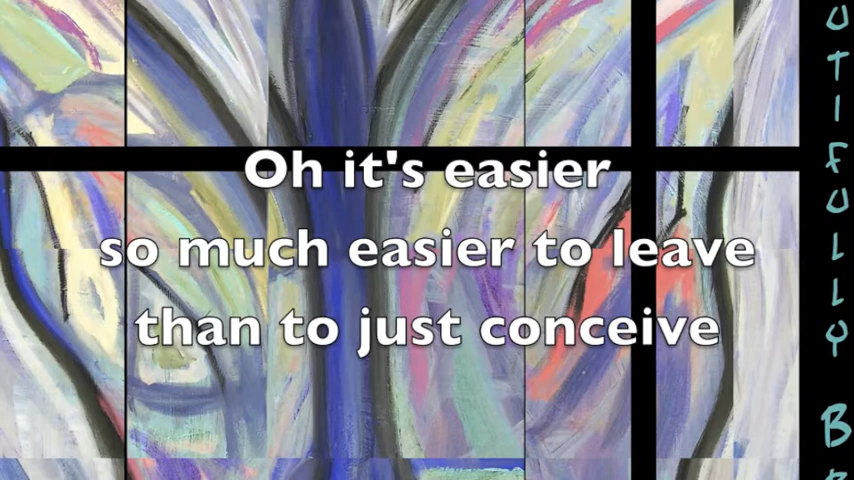 Oh it's easier
so much easier to leave
than to just conceive
UTIFULLY B